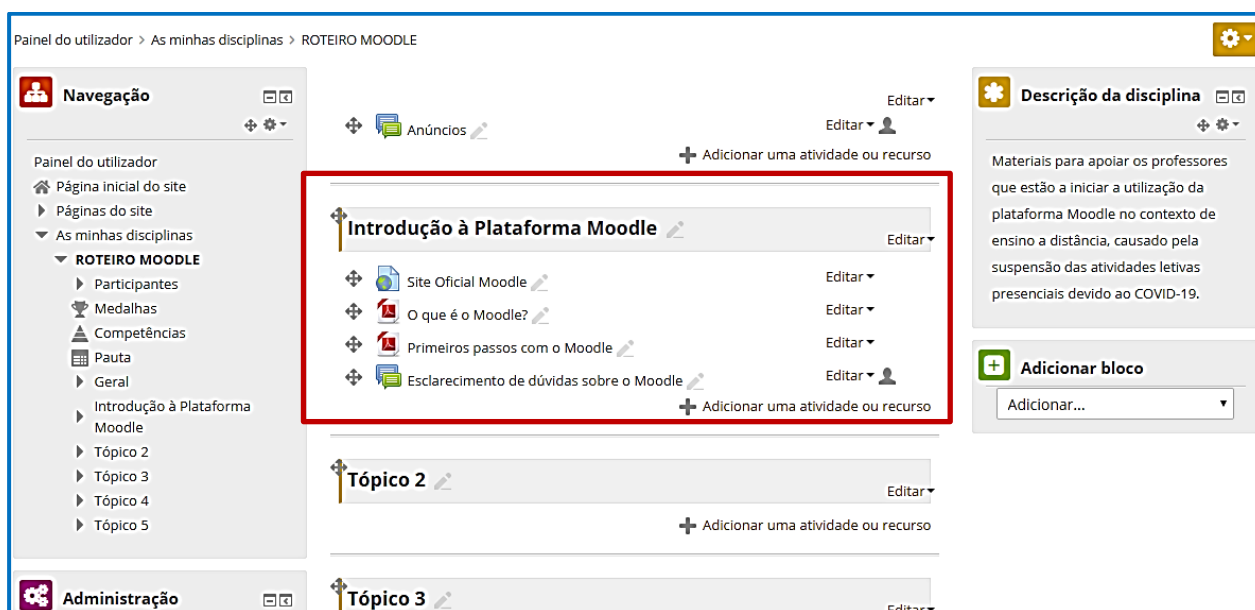 Painel do utilizador > As minhas disciplinas > ROTEIRO MOODLE
Navegação
Painel do utilizador
Página inicial do site
Páginas do site
As minhas disciplinas
ROTEIRO MOODLE
Participantes
Medalhas
Competências
Pauta
Geral
Introdução à Plataforma
Moodle
Tópico 2
Tópico 3
Tópico 4
Tópico 5
Administração
Editar
Anúncios Editar
Adicionar uma atividade ou recurso
Introdução à Plataforma Moodle
Editar
Site Oficial Moodle Editar
O que é o Moodle? Editar
Primeiros passos com o Moodle Editar
Esclarecimento de dúvidas sobre o Moodle Editar
Adicionar uma atividade ou recurso
Tópico 2
Editar
Adicionar uma atividade ou recurso
Tópico 3
Editar
Descrição da disciplina
Materiais para apoiar os professores
que estão a iniciar a utilização da
plataforma Moodle no contexto de
ensino a distância, causado pela
suspensão das atividades letivas
presenciais devido ao COVID-19.
Adicionar bloco
Adicionar...